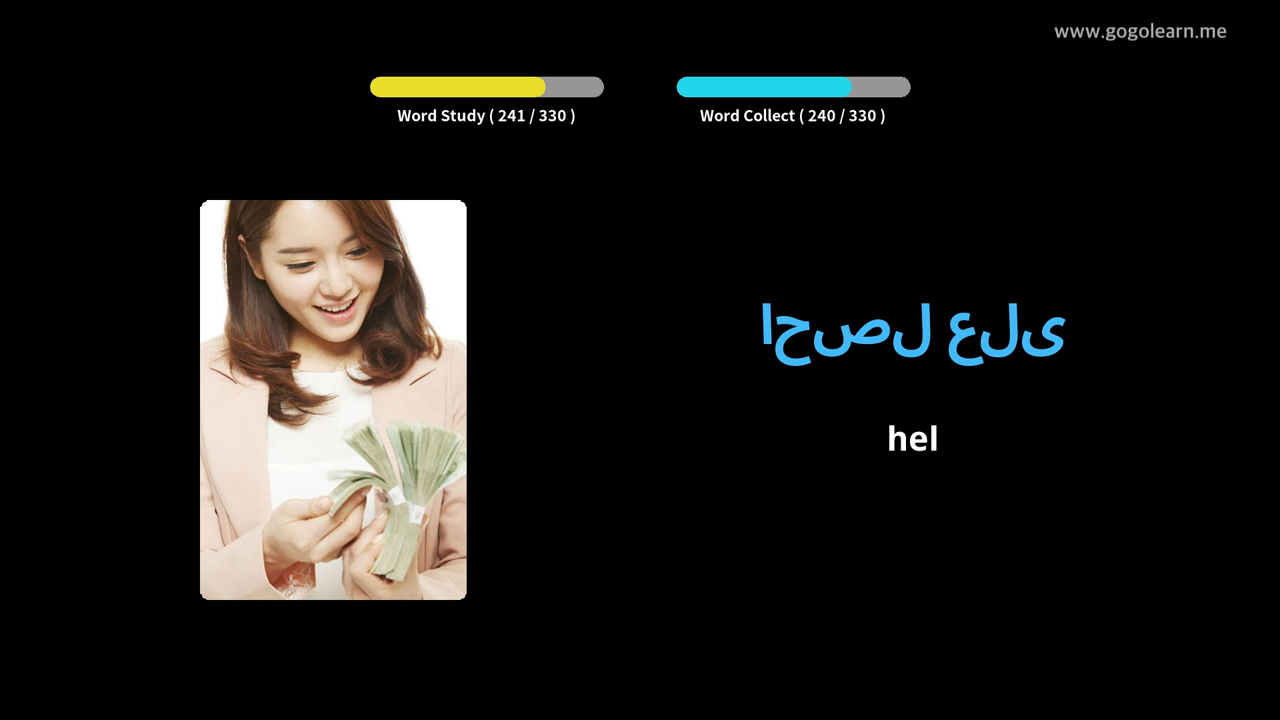 www.gogolearn.me
Word Study ( 241 / 330 )
Word Collect ( 240 / 330 )
احصل على
hel